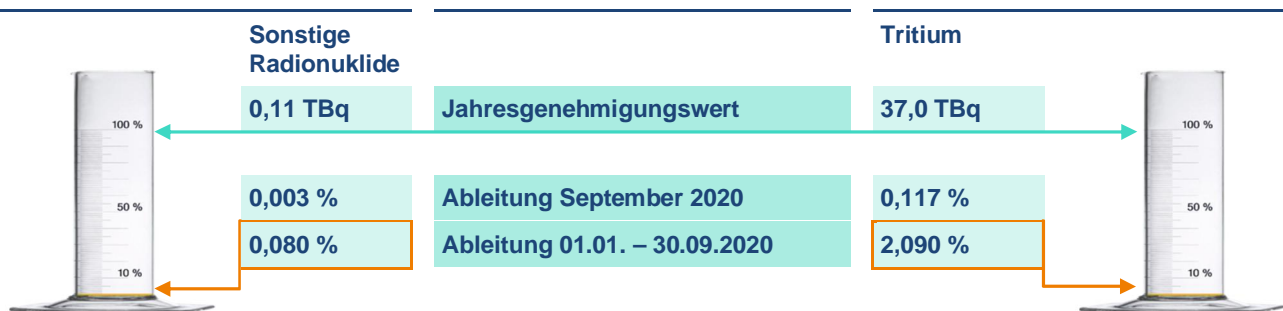 Sonstige
Radionuklide
Tritium
0,11 TBq
Jahresgenehmigungswert
37,0 TBq
100 %
100 %
0,003 %
Ableitung September 2020
0,117 %
50 %
50 %
0,080 %
Ableitung 01.01. – 30.09.2020
2,090 %
10 %
10 %